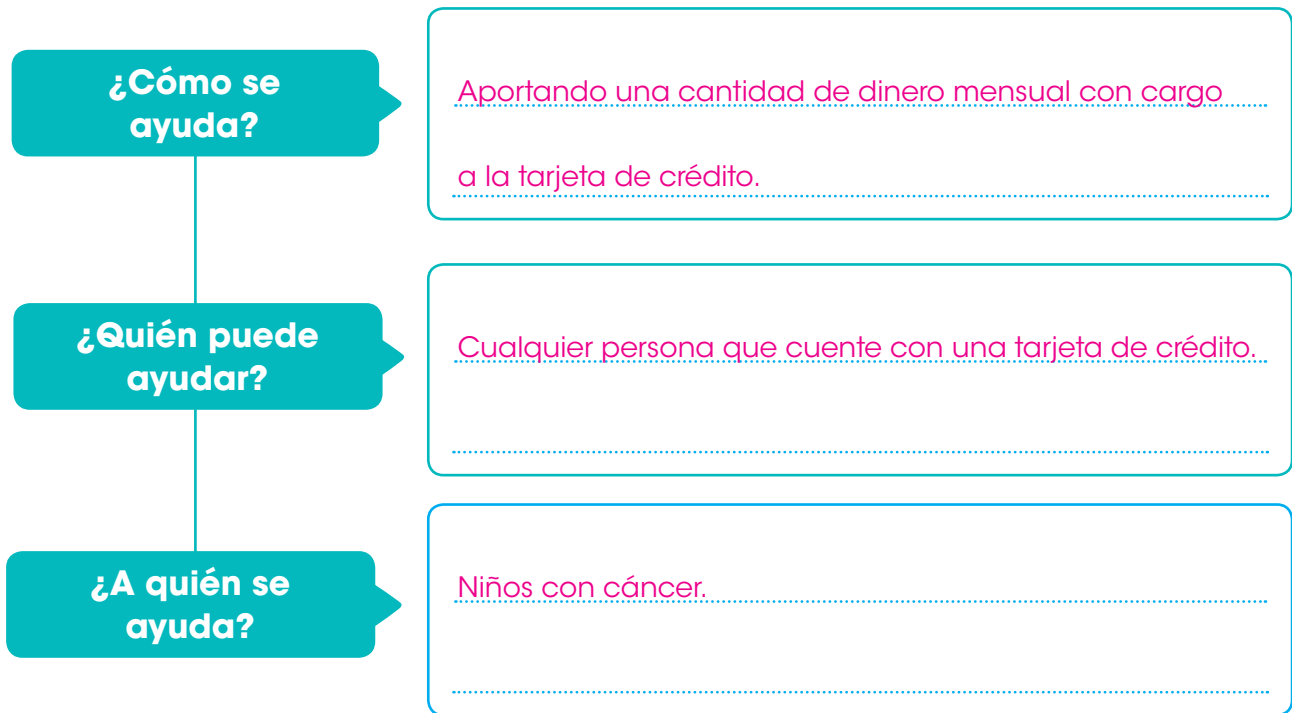 ¿Cómo se
ayuda?
Aportando una cantidad de dinero mensual con cargo
a la tarjeta de crédito.
¿Quién puede
ayudar?
Cualquier persona que cuente con una tarjeta de crédito.
¿A quién se
ayuda?
Niños con cáncer.